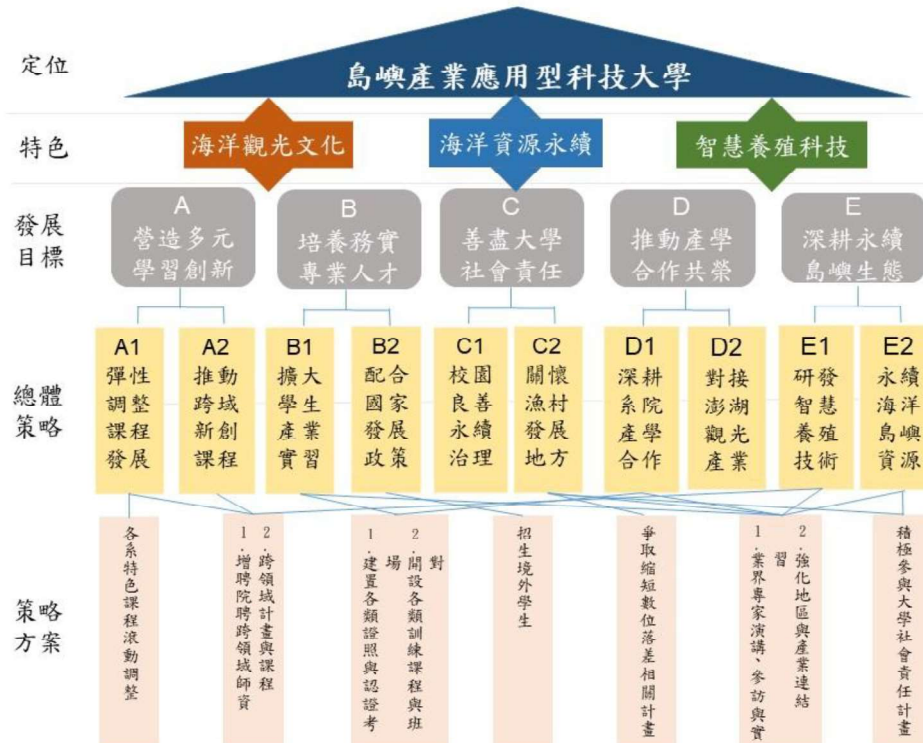 定位
島嶼產業應用型科技大學
特色
海洋觀光文化
海洋資源永續
智慧養殖科技
發展
目標
A
營造多元
學習創新
B
培養務實
專業人才
C
善盡大學
社會責任
D
推動產學
合作共榮
E
深耕永續
島嶼生態
總體
策略
A1
彈性
調整
課程
發展
A2
推動
跨域
新創
課程
B1
擴大
學生
產業
實習
B2
配合
國家
發展
政策
C1
校園
良善
永續
治理
C2
關懷
漁村
發展
地方
D1
深耕
系院
產學
合作
D2
對接
澎湖
觀光
產業
E1
研發
智慧
養殖
技術
E2
永續
海洋
島嶼
資源
策略
方案
各系特色課程滾動調整
1.增聘院聘跨領域師資
2.跨領域計畫與課程
1.建置各類證照與認證考
場
2.開設各類訓練課程與班
對
招生境外學生
爭取縮短數位落差相關計畫
1.業界專家演講、參訪與實
習
2.強化地區與產業連結
積極參與大學社會責任計畫